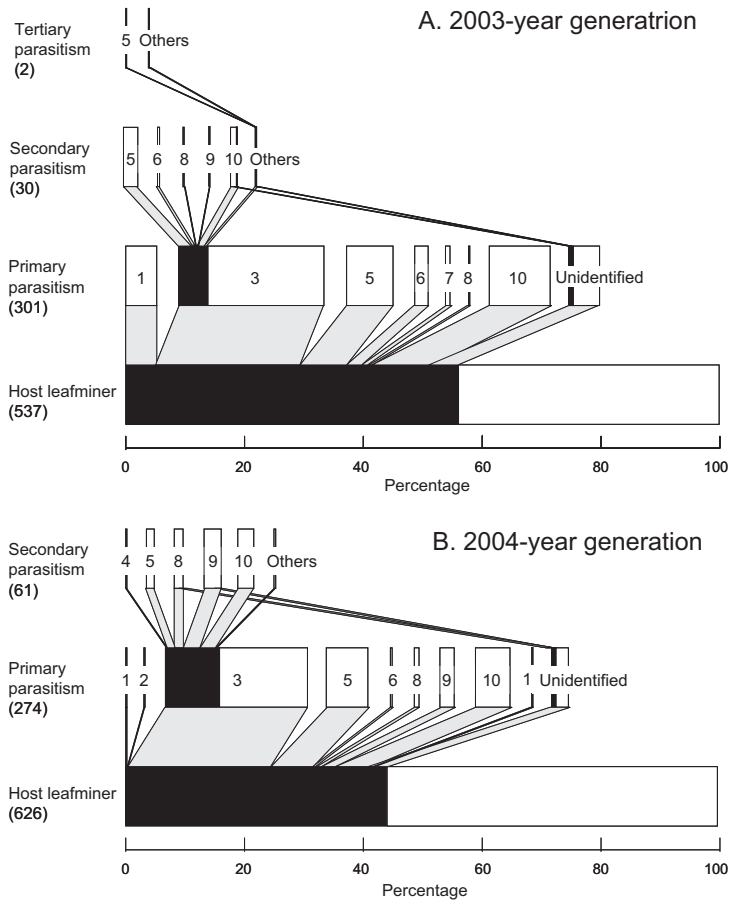 A. 2003-year generatrion
Tertiary
parasitism
(2)
5 Others
Secondary
parasitism
(30)
5 6 8 9 10 Others
Primary
parasitism
(301)
1 3 5 6 7 8 10 Unidentified
Host leafminer
(537)
0 20 40 60 80 100
Percentage
B. 2004-year generation
Secondary
parasitism
(61)
4 5 8 9 10 Others
Primary
parasitism
(274)
1 2 3 5 6 8 9 10 1 Unidentified
Host leafminer
(626)
0 20 40 60 80 100
Percentage